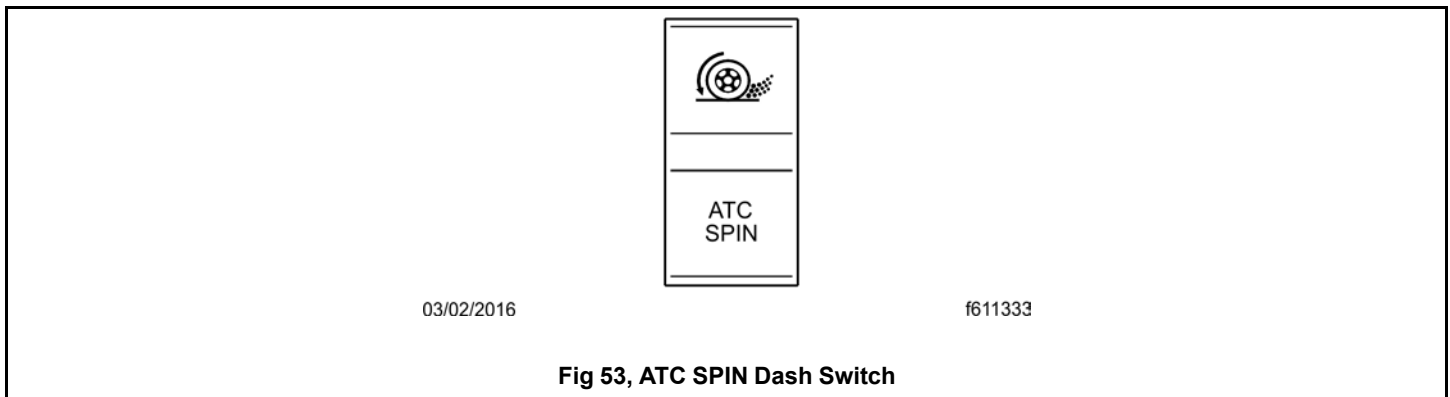 ATC
SPIN
03/02/2016 f611333
Fig 53, ATC SPIN Dash Switch